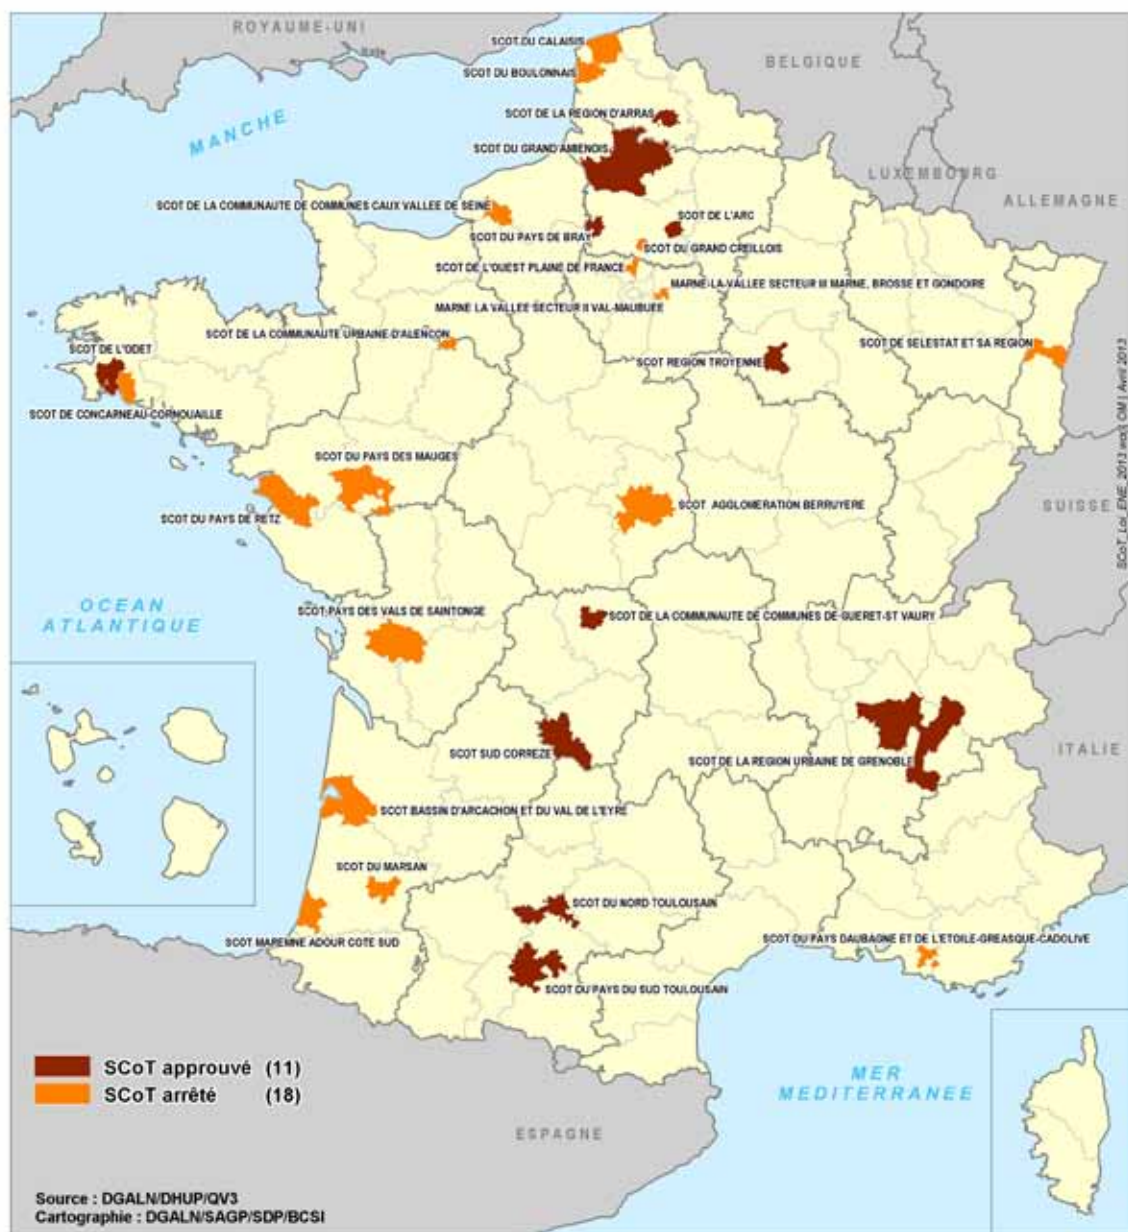 ROYAUME-UNI
SCOT DU CALAISIS
BELGIQUE
SCOT DU BOULONNAIS
SCOT DE LA REGION D'ARRAS
MANCHE
SCOT DU GRAND AMIENOIS
LUXEMBOURG
ALLEMAGNE
SCOT DE LA COMMUNAUTE DE COMMUNES CAUX VALLEE DE SEINE
SCOT DE L'ARC
SCOT DU PAYS DE BRAY
SCOT DU GRAND CREILLOIS
SCOT DE L'OUEST PLAINE DE FRANCE
MARNE-LA-VALLEE SECTEUR III MARNE, BROSSE ET GONDOIRE
MARNE LA VALLEE SECTEUR II VAL-MAUBUEE
SCOT DE LA COMMUNAUTE URBAINE D'ALENCON
SCOT DE SELESTAT ET SA REGION
SCOT DE L'ODET
SCOT REGION TROYENNE
SCOT DE CONCARNEAU-CORNOUAILLE
SCOT DU PAYS DES MAUGES
SCOT AGGLOMERATION BERRUYERE
SUISSE
SCOT DU PAYS DE RETZ
OCEAN
ATLANTIQUE
SCOT PAYS DES VALS DE SAINTONGE
SCOT DE LA COMMUNAUTE DE COMMUNES DE-GUERET-ST VAURY
SCOT SUD CORREZE
SCOT DE LA REGION URBAINE DE GRENOBLE
ITALIE
SCOT BASSIN D'ARCACHON ET DU VAL DE L'EYRE
SCOT DU MARSAN
SCOT DU NORD TOULOUSAIN
SCOT MAREMNE ADOUR COTE SUD
SCOT DU PAYS DAUBAGNE ET DE L'ETOILE-GREASQUE-CADOLIVE
SCOT DU PAYS DU SUD TOULOUSAIN
SCoT approuvé (11)
SCoT arrêté (18)
MER
MEDITERRANEE
ESPAGNE
Source : DGALN/DHUP/QV3
Cartographie : DGALN/SAGP/SDP/BCSI